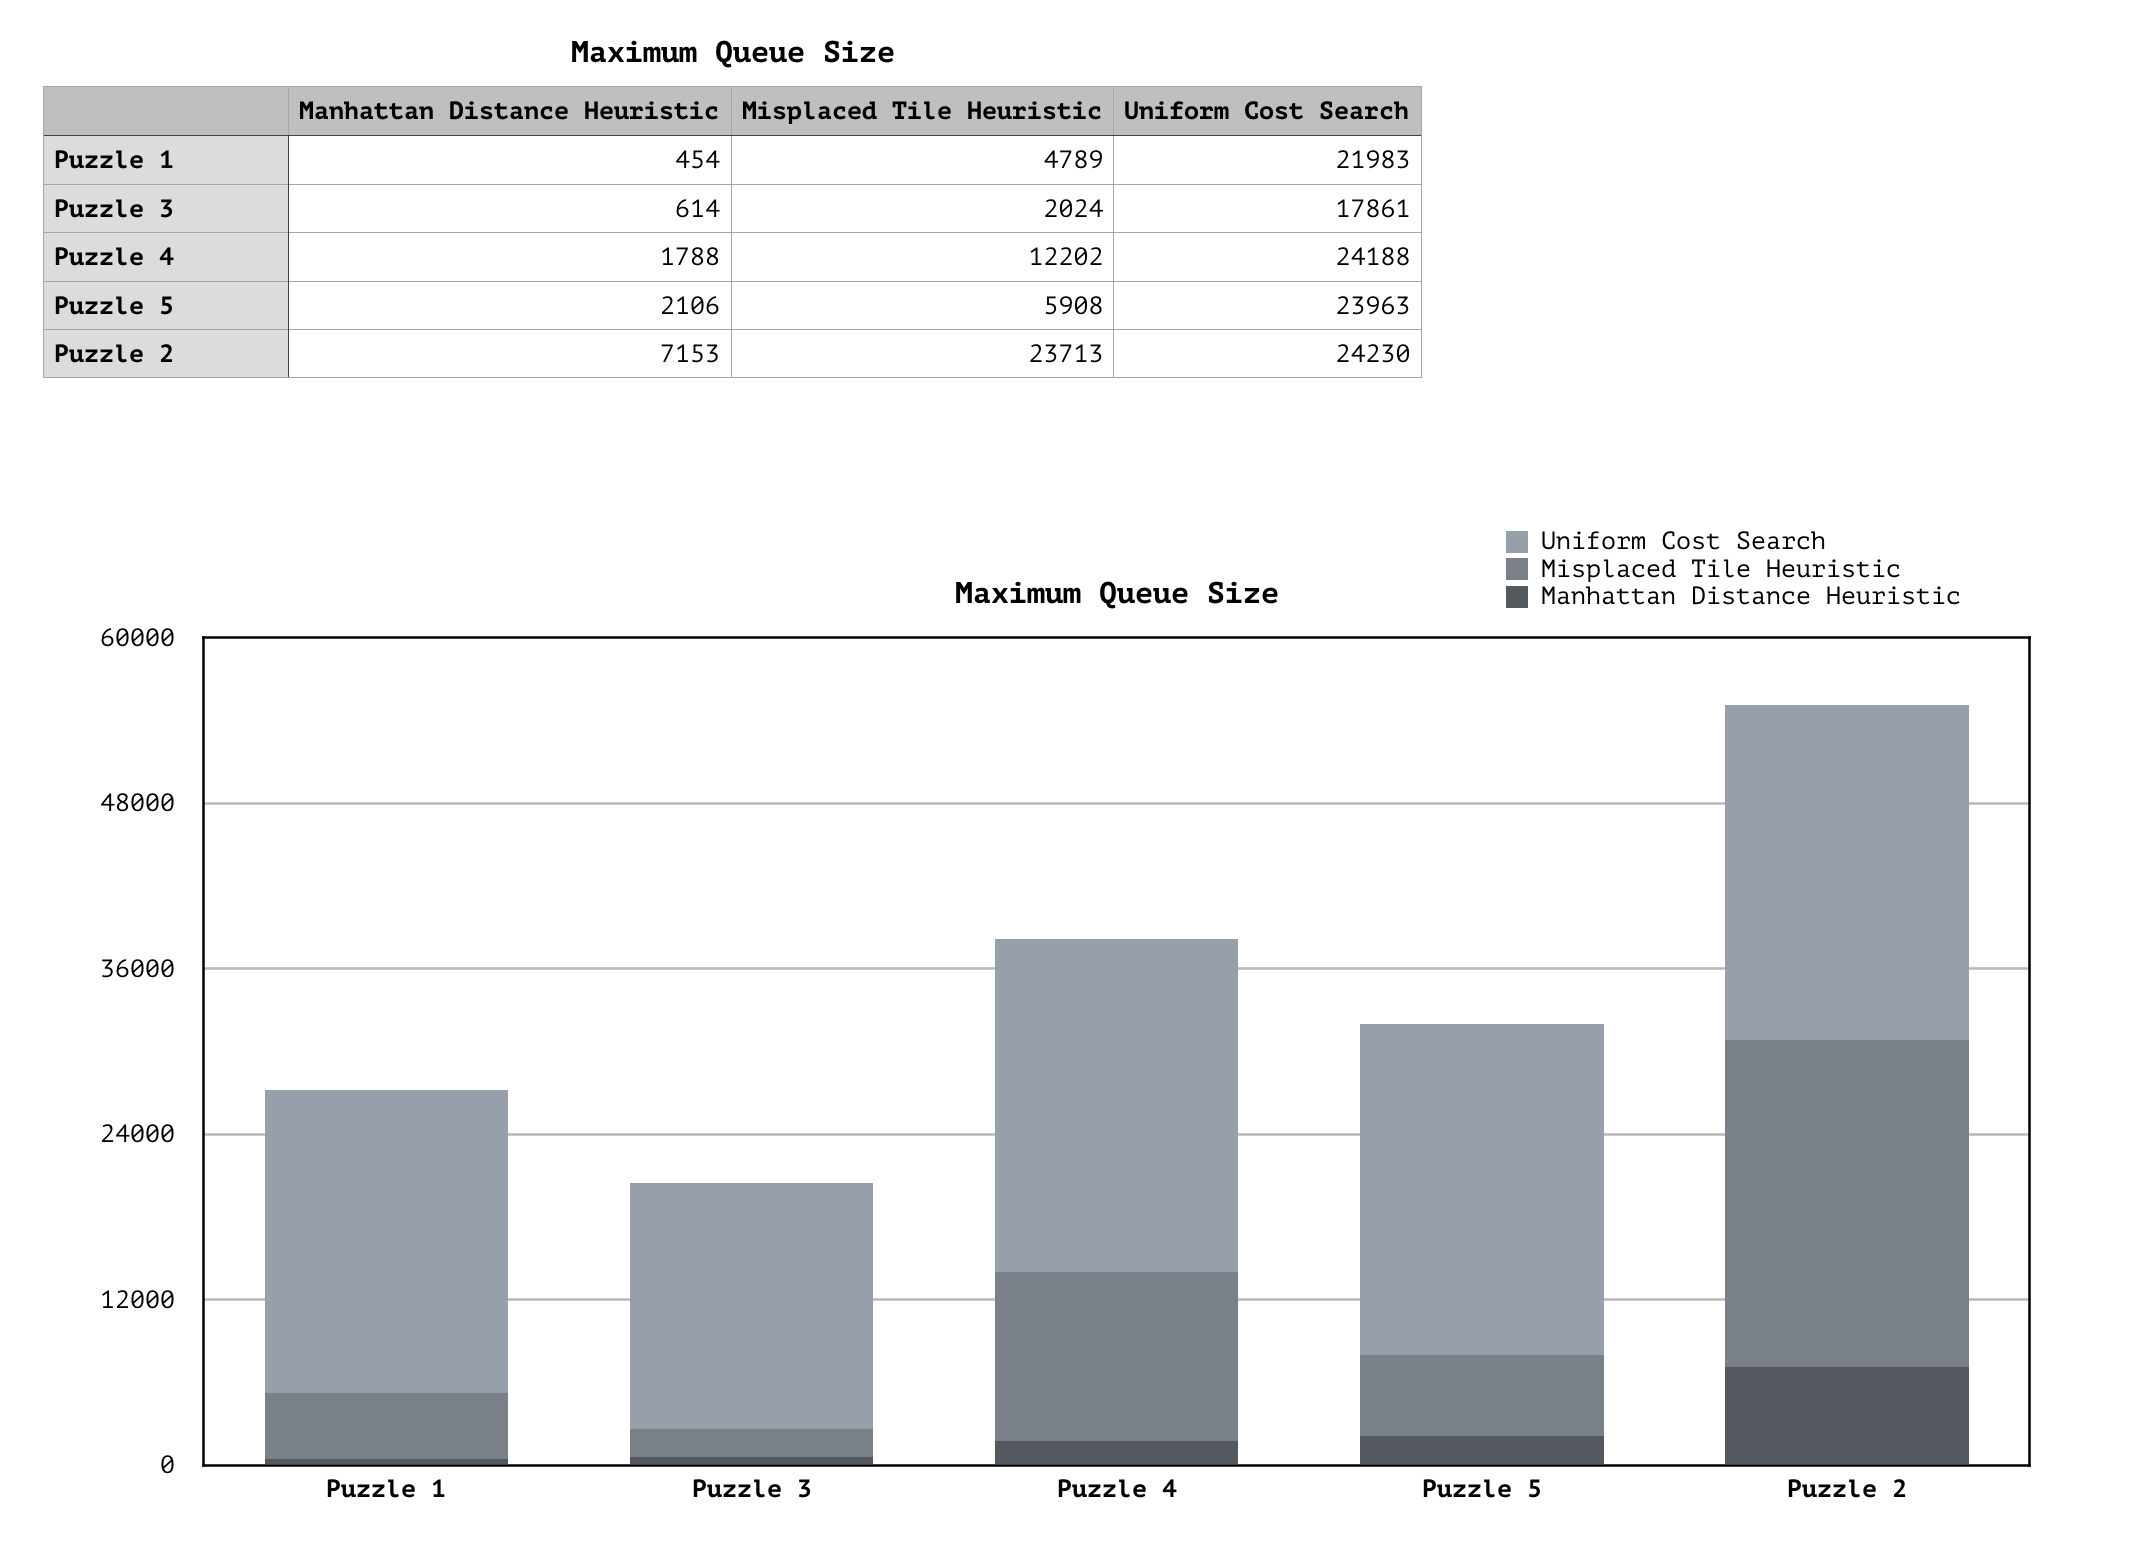 Maximum Queue Size
Manhattan Distance Heuristic Misplaced Tile Heuristic Uniform Cost Search
Puzzle 1 454 4789 21983
Puzzle 3 614 2024 17861
Puzzle 4 1788 12202 24188
Puzzle 5 2106 5908 23963
Puzzle 2 7153 23713 24230
Uniform Cost Search
Misplaced Tile Heuristic
Manhattan Distance Heuristic
Maximum Queue Size
60000
48000
36000
24000
12000
0
Puzzle 1 Puzzle 3 Puzzle 4 Puzzle 5 Puzzle 2